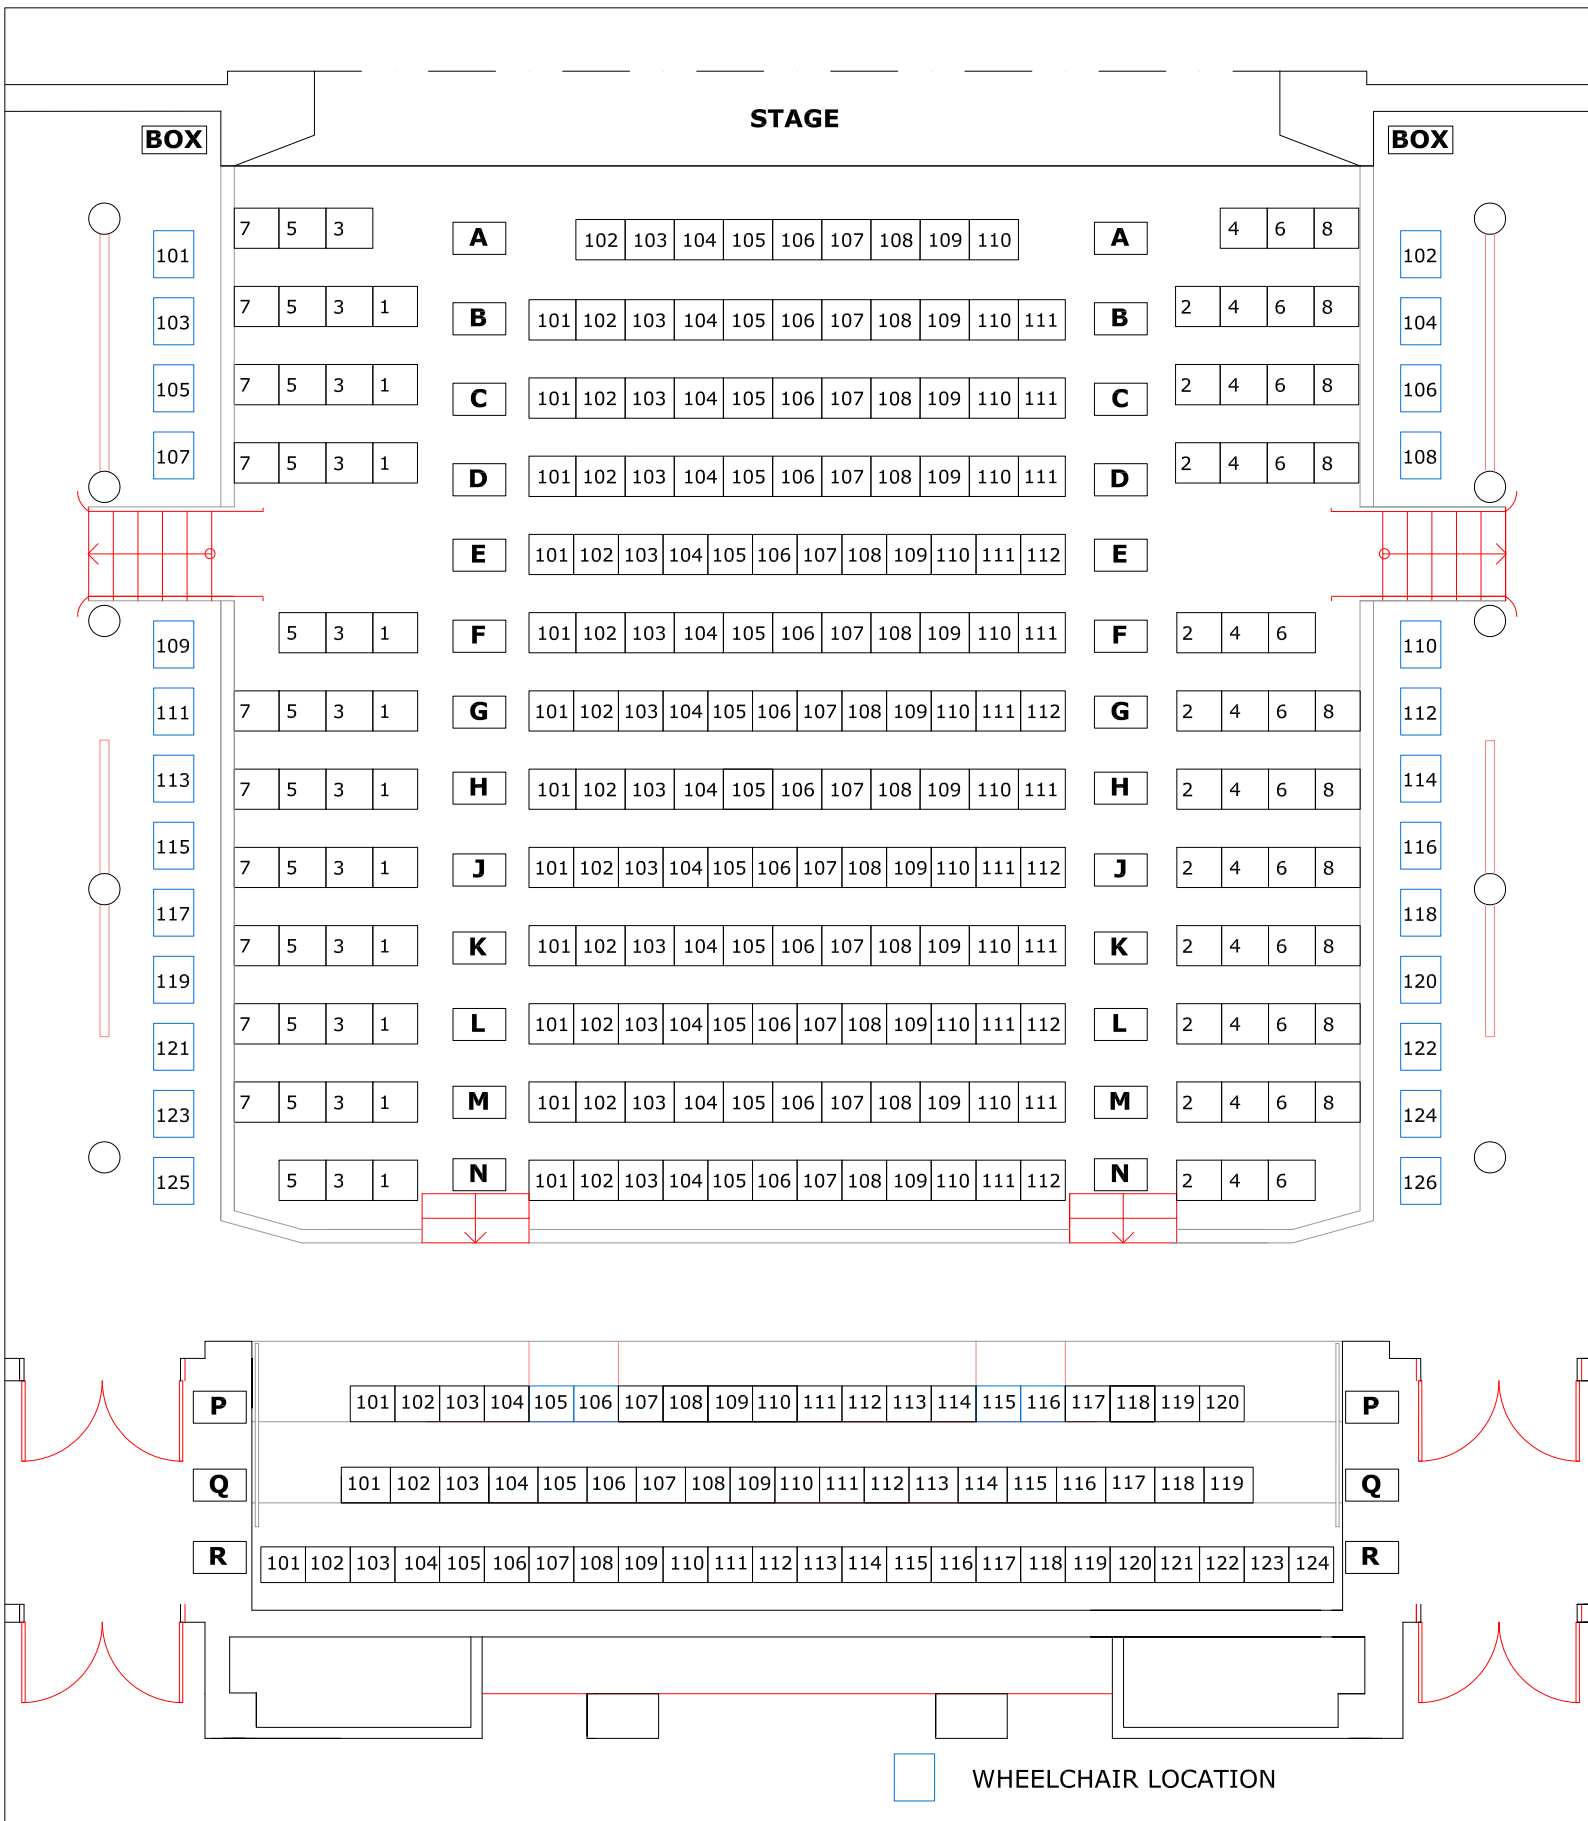 STAGE
BOX BOX
7 5 3 A 102 103 104 105 106 107 108 109 110 A 4 6 8
101 102
7 5 3 1 B 101 102 103 104 105 106 107 108 109 110 111 B 2 4 6 8
103 104
7 5 3 1 C 101 102 103 104 105 106 107 108 109 110 111 C 2 4 6 8
105 106
7 5 3 1 D 101 102 103 104 105 106 107 108 109 110 111 D 2 4 6 8
107 108
E 101 102 103 104 105 106 107 108 109 110 111 112 E
5 3 1 F 101 102 103 104 105 106 107 108 109 110 111 F 2 4 6
109 110
111 7 5 3 1 G 101 102 103 104 105 106 107 108 109 110 111 112 G 2 4 6 8 112
113 7 5 3 1 H 101 102 103 104 105 106 107 108 109 110 111 H 2 4 6 8 114
115 116
7 5 3 1 J 101 102 103 104 105 106 107 108 109 110 111 112 J 2 4 6 8
117 118
7 5 3 1 K 101 102 103 104 105 106 107 108 109 110 111 K 2 4 6 8
119 120
7 5 3 1 L 101 102 103 104 105 106 107 108 109 110 111 112 L 2 4 6 8
121 122
7 5 3 1 M 101 102 103 104 105 106 107 108 109 110 111 M 2 4 6 8
123 124
125 5 3 1 N 101 102 103 104 105 106 107 108 109 110 111 112 N 2 4 6 126
P 101 102 103 104 105 106 107 108 109 110 111 112 113 114 115 116 117 118 119 120 P
Q 101 102 103 104 105 106 107 108 109 110 111 112 113 114 115 116 117 118 119 Q
R 101 102 103 104 105 106 107 108 109 110 111 112 113 114 115 116 117 118 119 120 121 122 123 124 R
WHEELCHAIR LOCATION